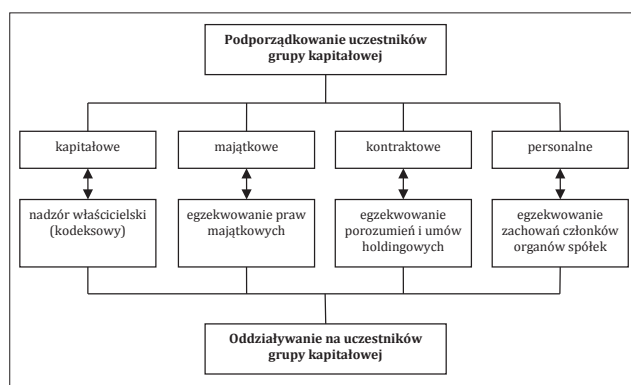 Podporządkowanie uczestników
grupy kapitałowej
kapitałowe
majątkowe
kontraktowe
personalne
nadzór właścicielski
(kodeksowy)
egzekwowanie praw
majątkowych
egzekwowanie
porozumień i umów
holdingowych
egzekwowanie
zachowań członków
organów spółek
Oddziaływanie na uczestników
grupy kapitałowej